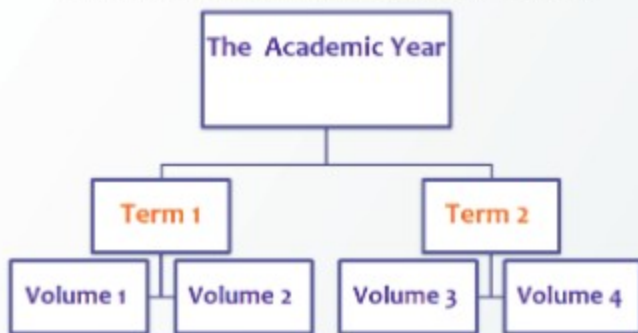 The Academic Year
Term 1
Term 2
Volume 1
Volume 2
Volume 3
Volume 4